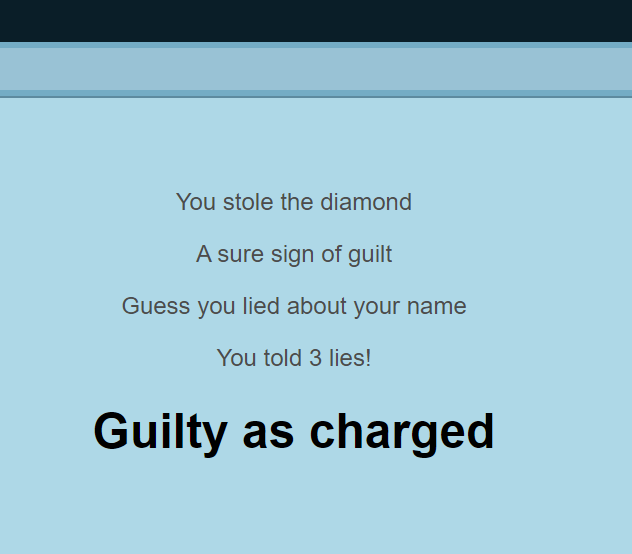 You stole the diamond
A sure sign of guilt
Guess you lied about your name
You told 3 lies!
Guilty as charged